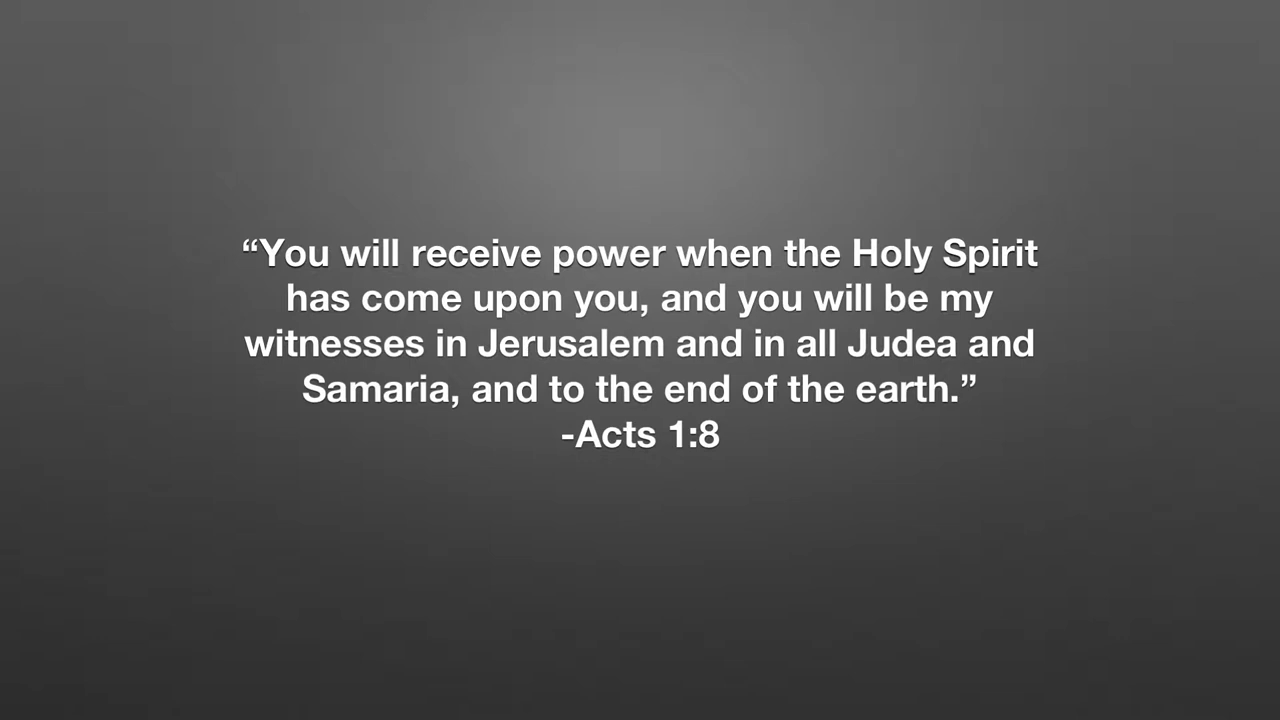 “You will receive power when the Holy Spirit
has come upon you, and you will be my
witnesses in Jerusalem and in all Judea and
Samaria, and to the end of the earth.”
-Acts 1:8